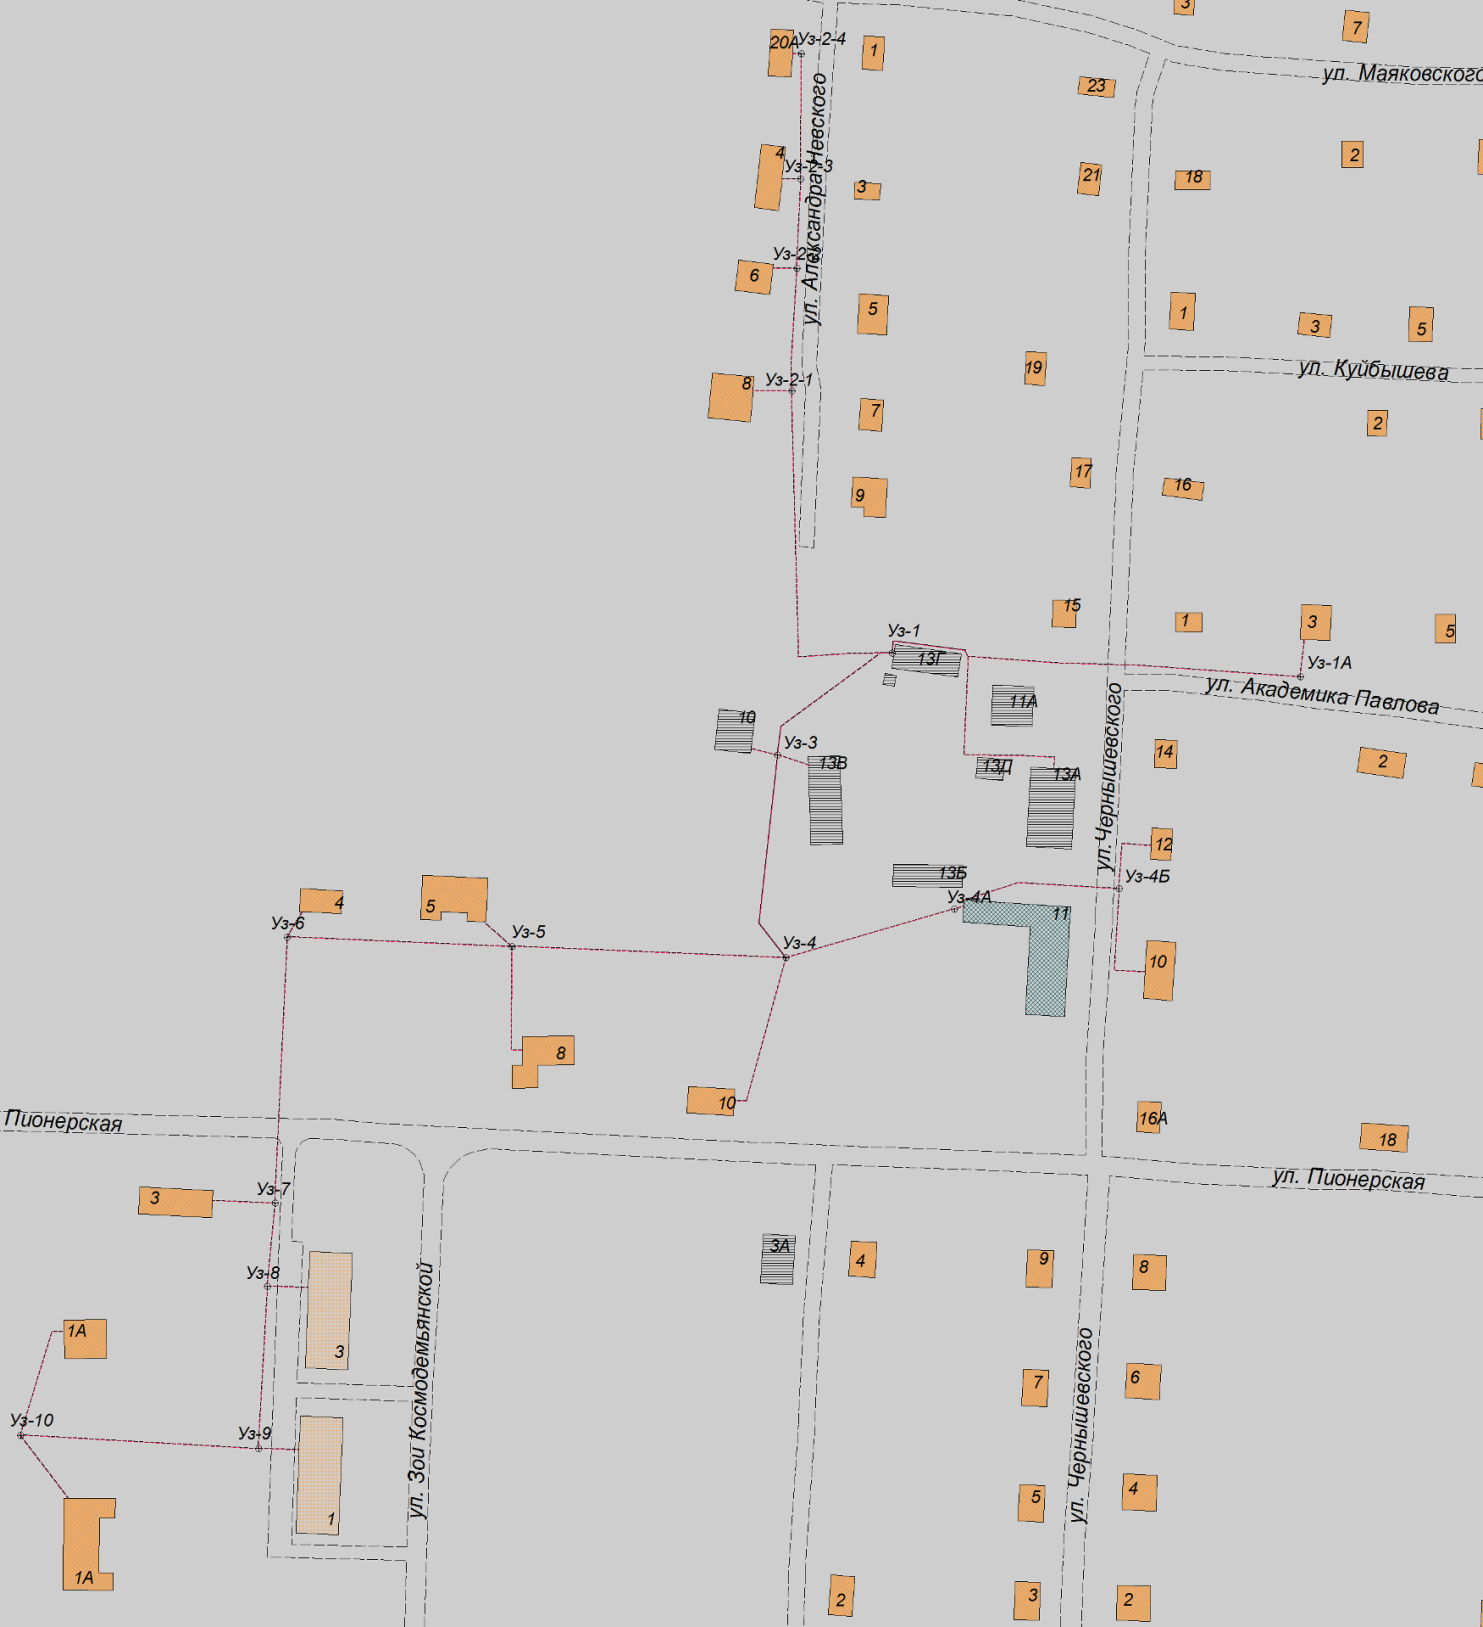 3
7
20А
Уз-2-4
1
ул. Маяковского
23
4
Уз-2-3
ул. Александра Невского
3
21
18
2
Уз-2-2
6
5
1
3
5
19
ул. Куйбышева
8
Уз-2-1
7
2
17
16
9
15
1
3
5
Уз-1
13Г
Уз-1А
ул. Академика Павлова
11А
10
Уз-3
13В
13Д
13А
ул. Чернышевского
14
2
12
13Б
Уз-4А
Уз-4Б
11
4
5
Уз-6
Уз-5
Уз-4
10
8
10
16А
18
Пионерская
ул. Пионерская
3
Уз-7
3А
4
9
8
Уз-8
3
1А
ул. Зои Космодемьянской
7
6
ул. Чернышевского
Уз-10
Уз-9
1
5
4
1А
2
3
2